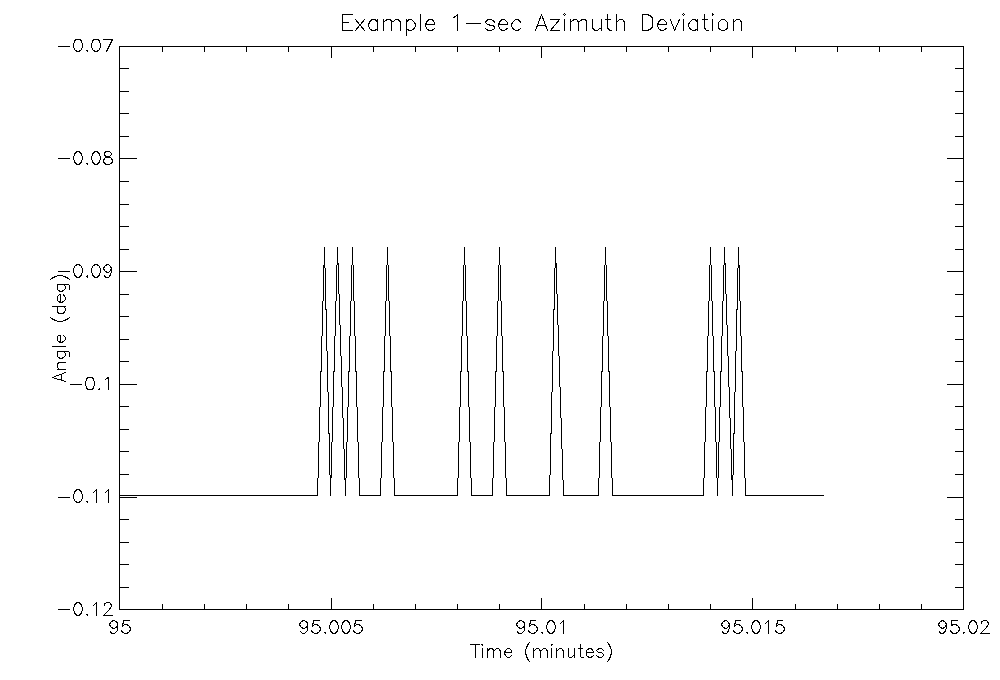 Example 1-sec Azimuth Deviation
-0.07
-0.08
-0.09
-0.1
-0.11
-0.12
Angle (deg)
95 95.005 95.01 95.015 95.02
Time (minutes)